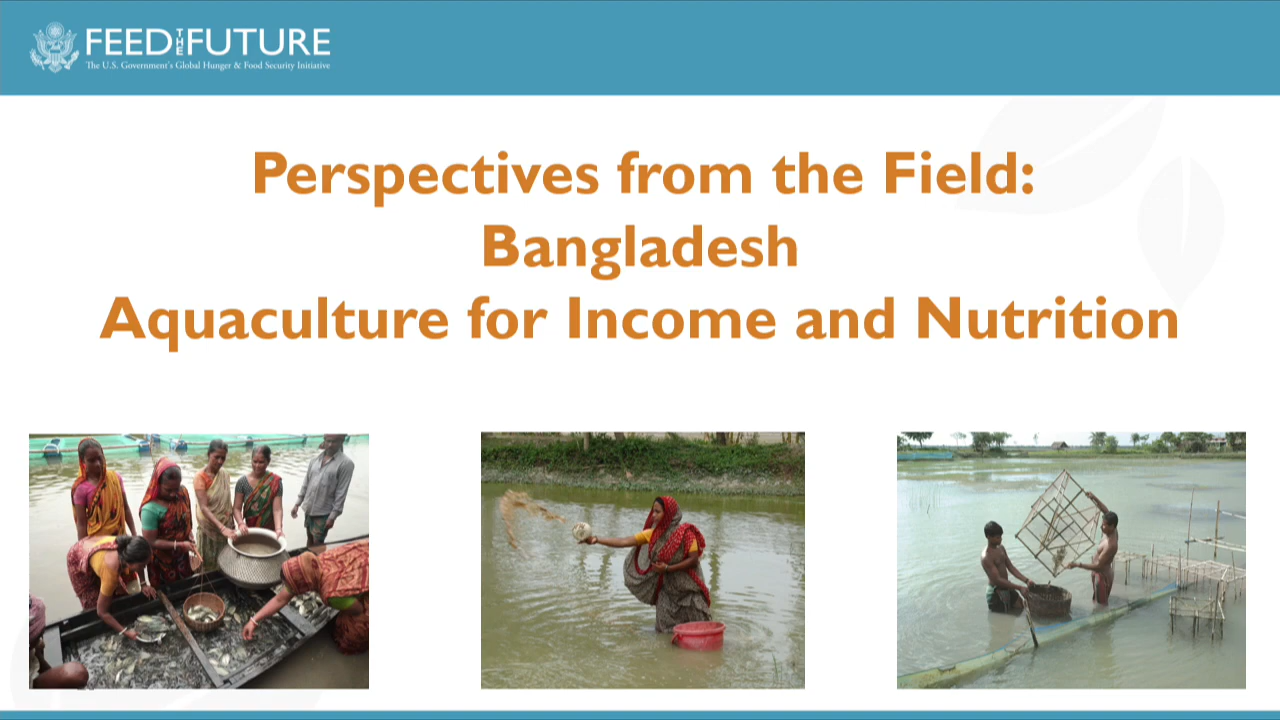 FEED THE FUTURE
The U.S. Government's Global Hunger & Food Security Initiative
Perspectives from the Field:
Bangladesh
Aquaculture for Income and Nutrition